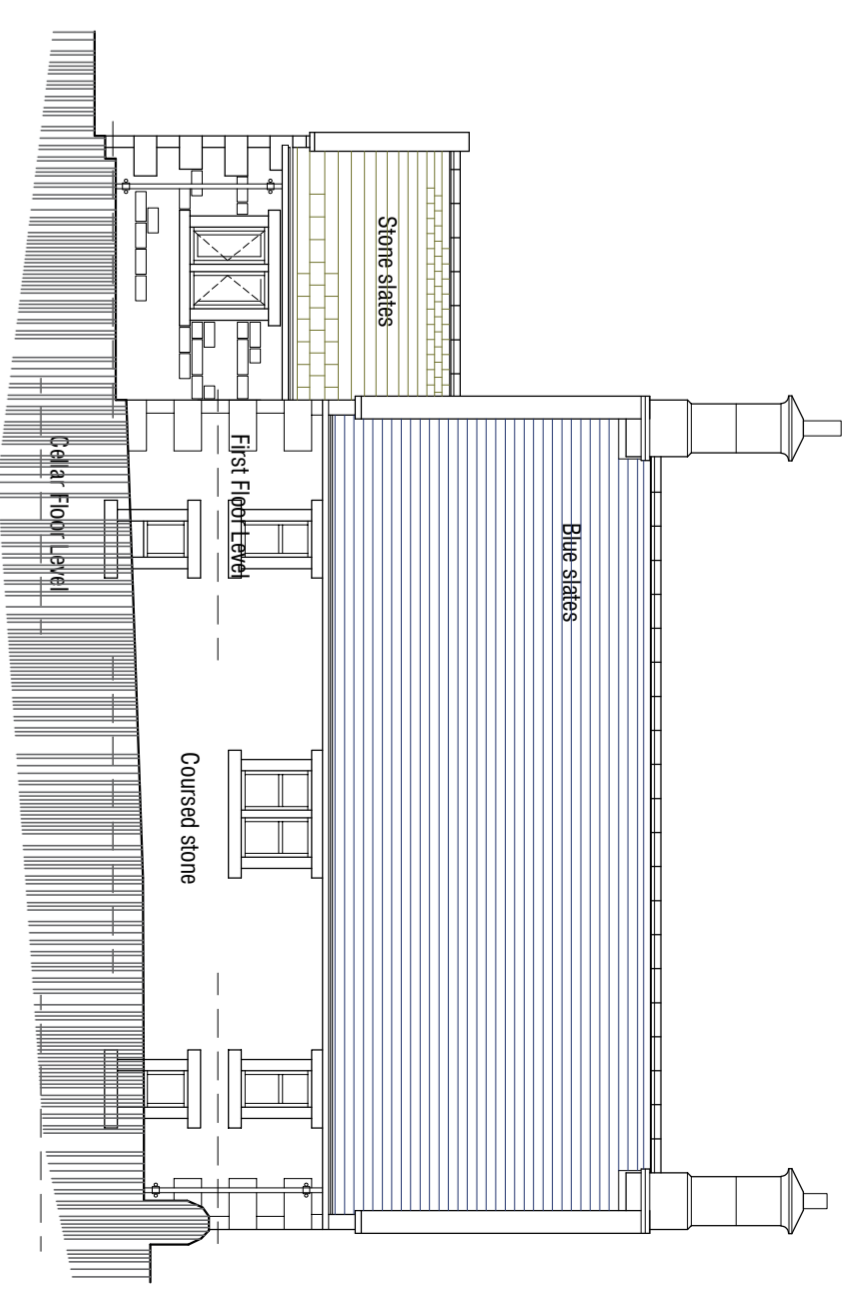 Stone slates
Blue slates
First Floor Level
Coursed stone
Cellar Floor Level